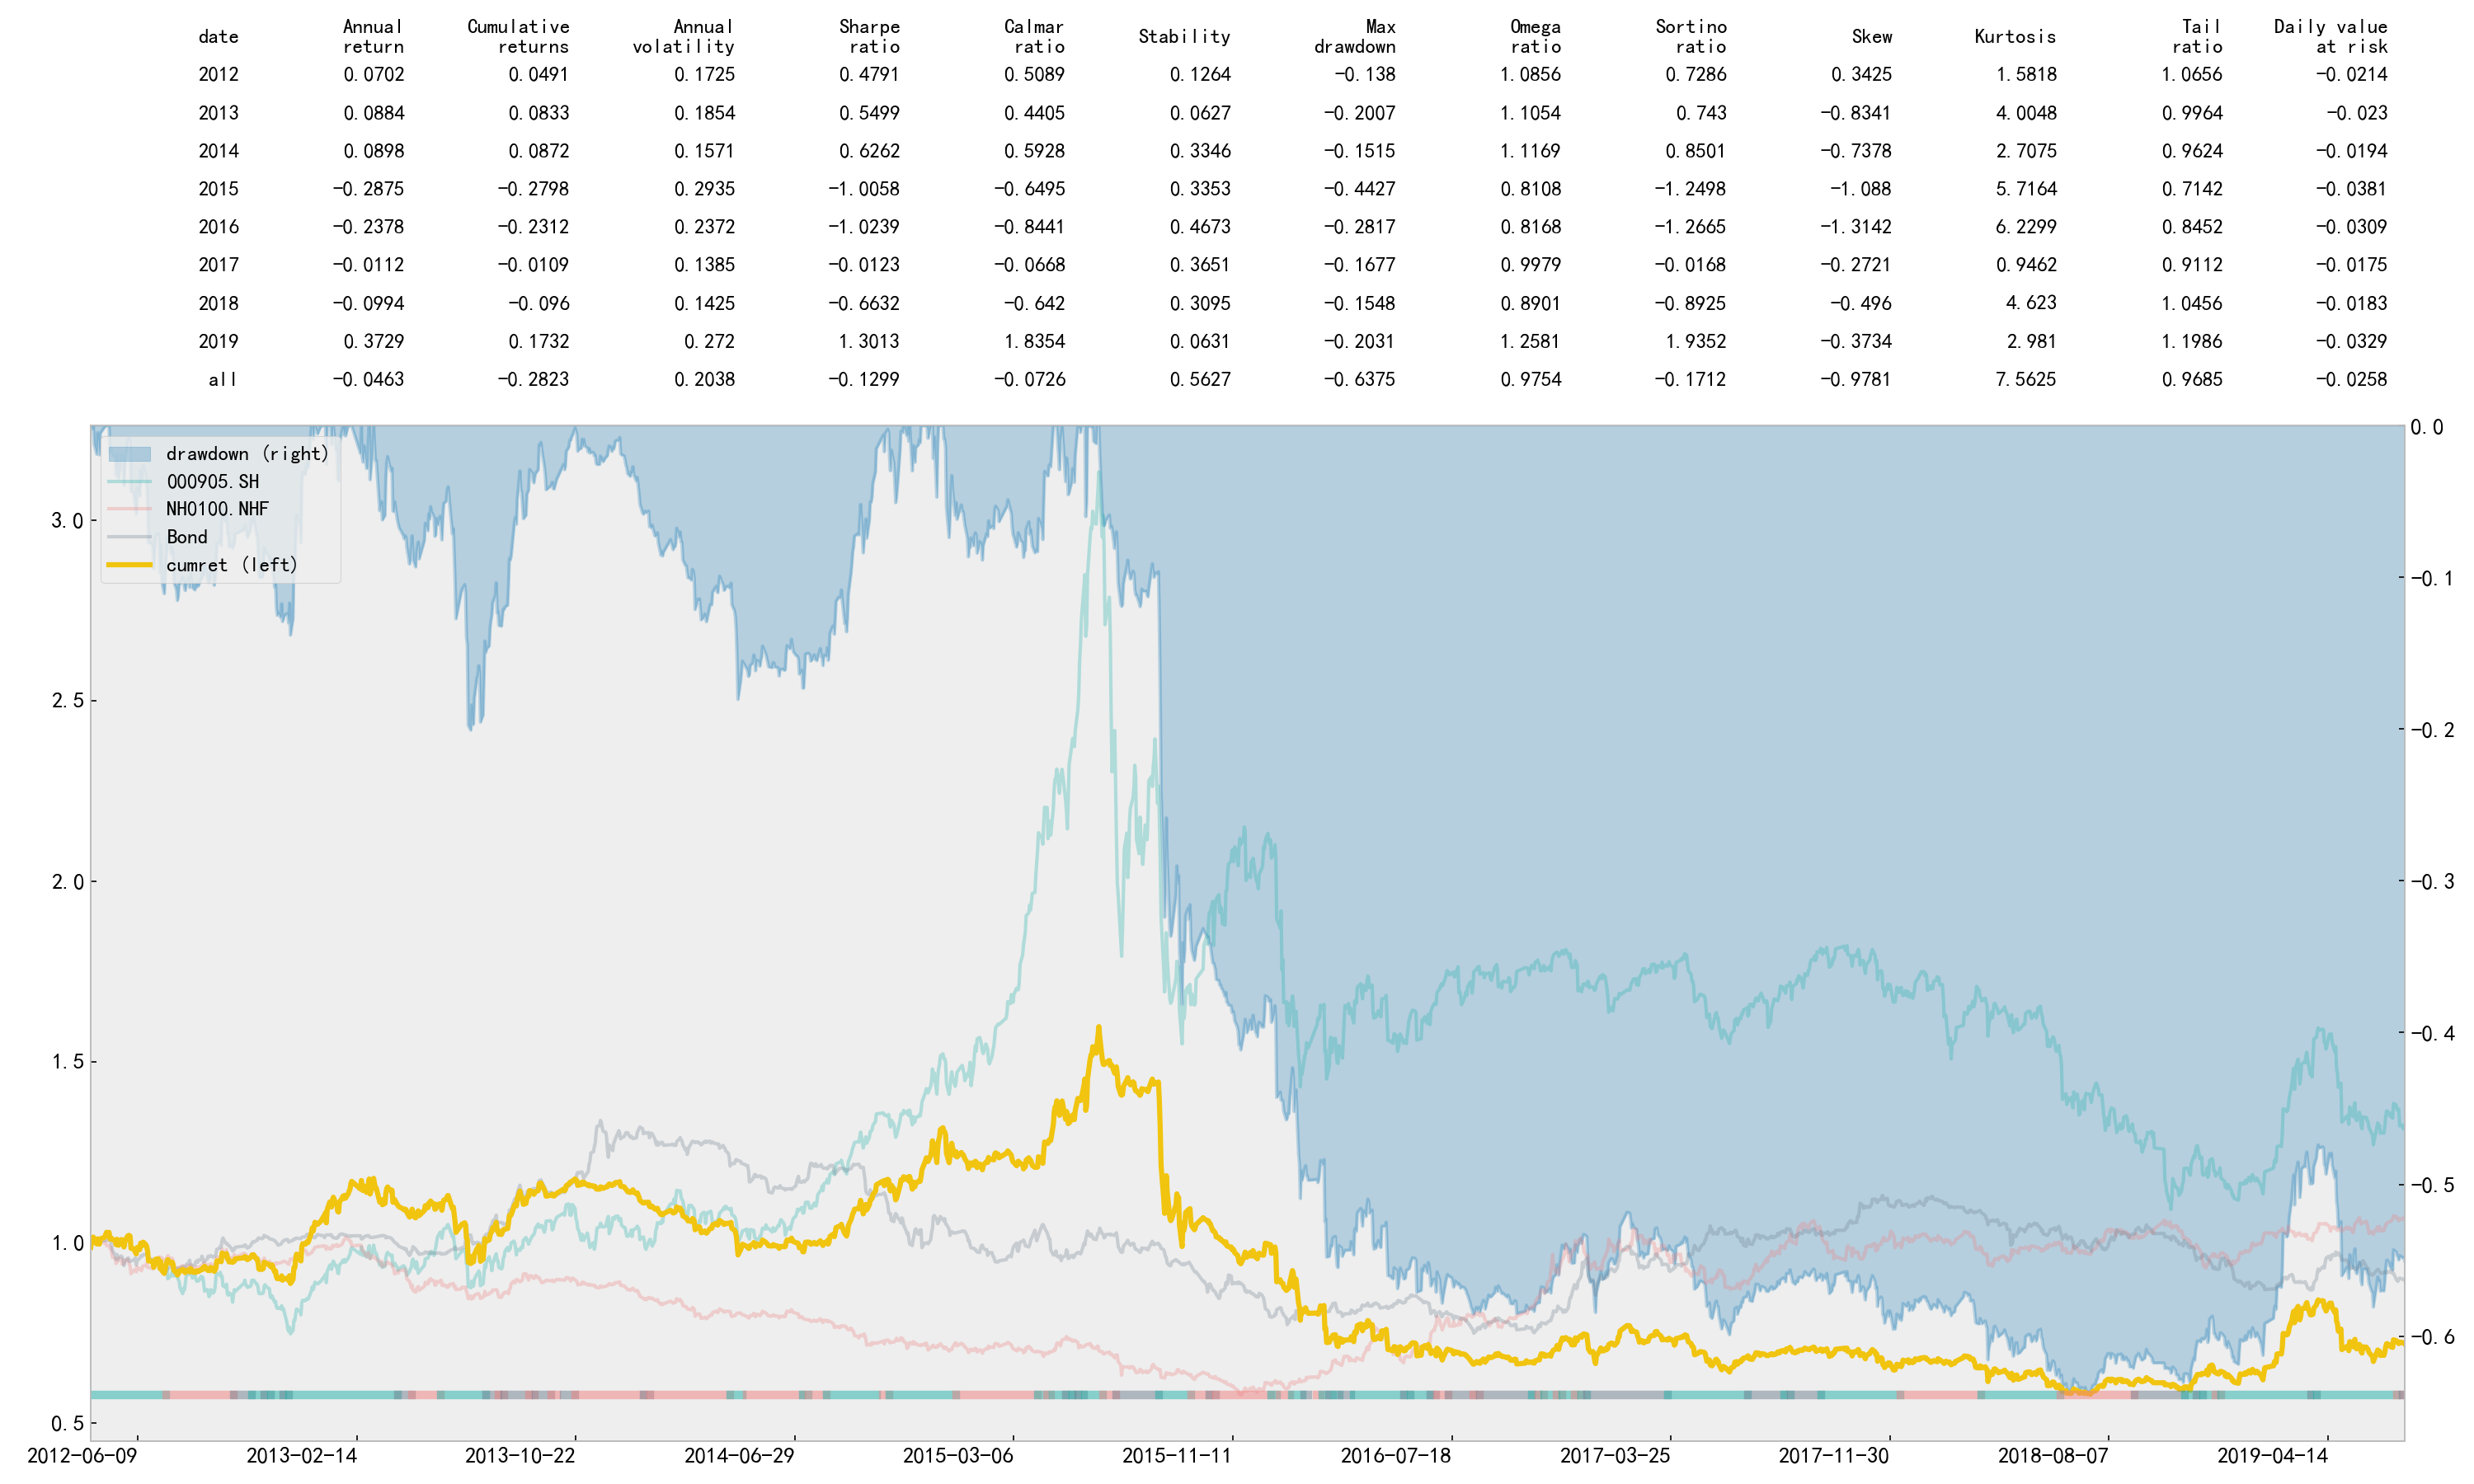 date Annual return Cumulative returns Annual volatility Sharpe ratio Calmar ratio Stability Max drawdown Omega ratio Sortino ratio Skew Kurtosis Tail ratio Daily value at risk
2012 0.0702 0.0491 0.1725 0.4791 0.5089 0.1264 −0.138 1.0856 0.7286 0.3425 1.5818 1.0656 −0.0214
2013 0.0884 0.0833 0.1854 0.5499 0.4405 0.0627 −0.2007 1.1054 0.743 −0.8341 4.0048 0.9964 −0.023
2014 0.0898 0.0872 0.1571 0.6262 0.5928 0.3346 −0.1515 1.1169 0.8501 −0.7378 2.7075 0.9624 −0.0194
2015 −0.2875 −0.2798 0.2935 −1.0058 −0.6495 0.3353 −0.4427 0.8108 −1.2498 −1.088 5.7164 0.7142 −0.0381
2016 −0.2378 −0.2312 0.2372 −1.0239 −0.8441 0.4673 −0.2817 0.8168 −1.2665 −1.3142 6.2299 0.8452 −0.0309
2017 −0.0112 −0.0109 0.1385 −0.0123 −0.0668 0.3651 −0.1677 0.9979 −0.0168 −0.2721 0.9462 0.9112 −0.0175
2018 −0.0994 −0.096 0.1425 −0.6632 −0.642 0.3095 −0.1548 0.8901 −0.8925 −0.496 4.623 1.0456 −0.0183
2019 0.3729 0.1732 0.272 1.3013 1.8354 0.0631 −0.2031 1.2581 1.9352 −0.3734 2.981 1.1986 −0.0329
all −0.0463 −0.2823 0.2038 −0.1299 −0.0726 0.5627 −0.6375 0.9754 −0.1712 −0.9781 7.5625 0.9685 −0.0258
drawdown (right)
000905.SH
NH0100.NHF
Bond
cumret (left)
3.0
2.5
2.0
1.5
1.0
0.5
0.0
−0.1
−0.2
−0.3
−0.4
−0.5
−0.6
2012-06-09 2013-02-14 2013-10-22 2014-06-29 2015-03-06 2015-11-11 2016-07-18 2017-03-25 2017-11-30 2018-08-07 2019-04-14